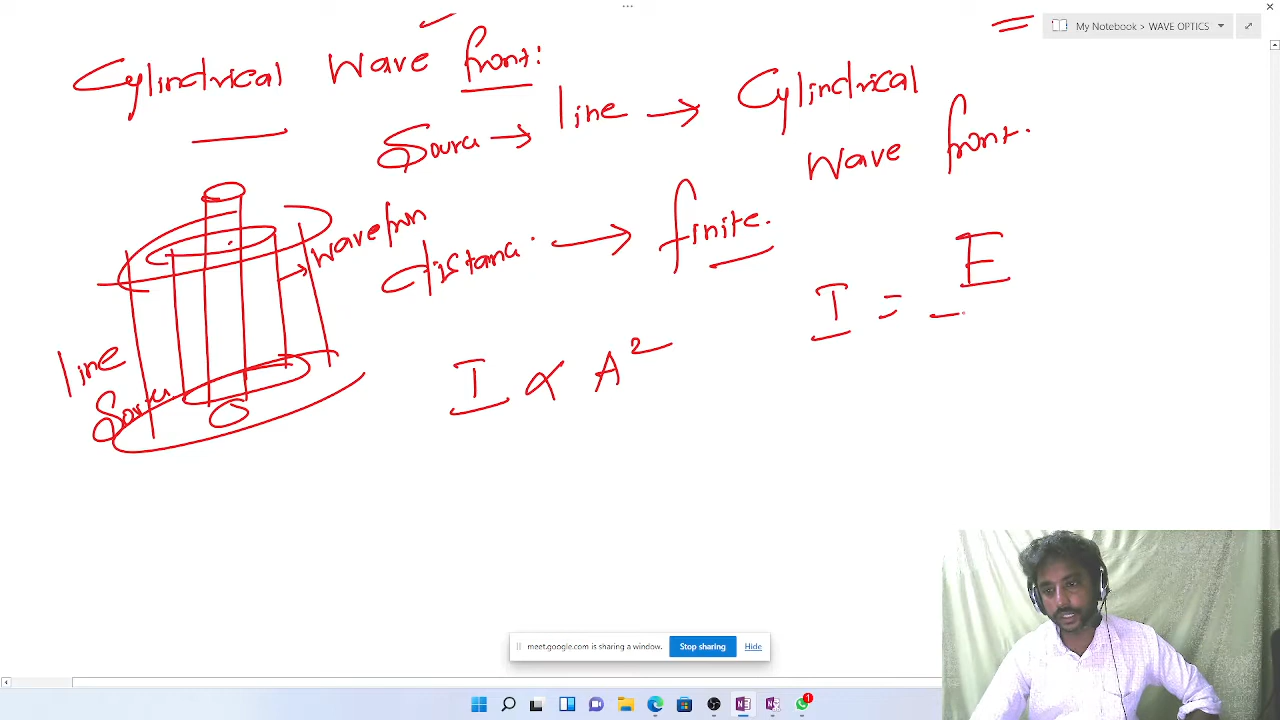 My Notebook > WAVE OPTICS
Cylindrical Wave front:
Source → line → Cylindrical
Wave front.
distance → finite.
line
Source
I ∝ A²
I = E
meet.google.com is sharing a window.
Stop sharing
Hide
1